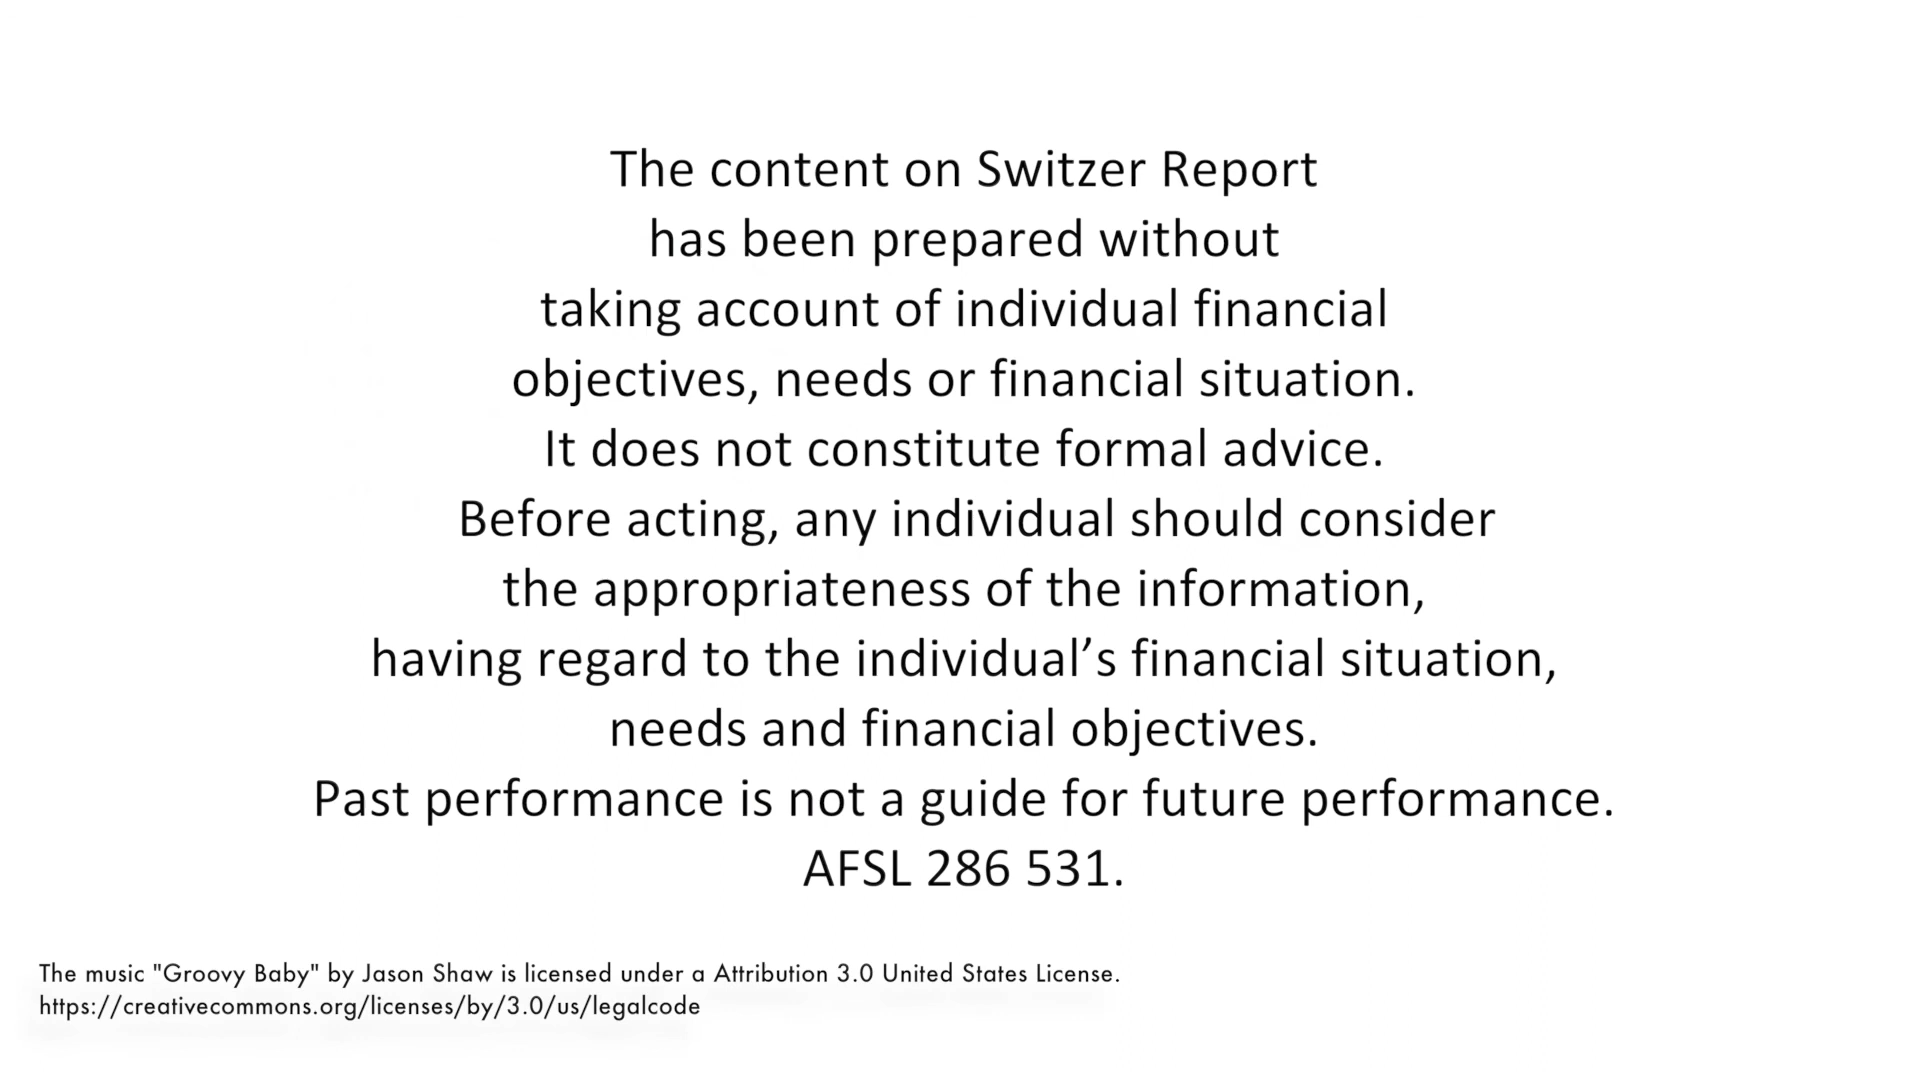 The content on Switzer Report
has been prepared without
taking account of individual financial
objectives, needs or financial situation.
It does not constitute formal advice.
Before acting, any individual should consider
the appropriateness of the information,
having regard to the individual’s financial situation,
needs and financial objectives.
Past performance is not a guide for future performance.
AFSL 286 531.
The music "Groovy Baby" by Jason Shaw is licensed under a Attribution 3.0 United States License.
https://creativecommons.org/licenses/by/3.0/us/legalcode